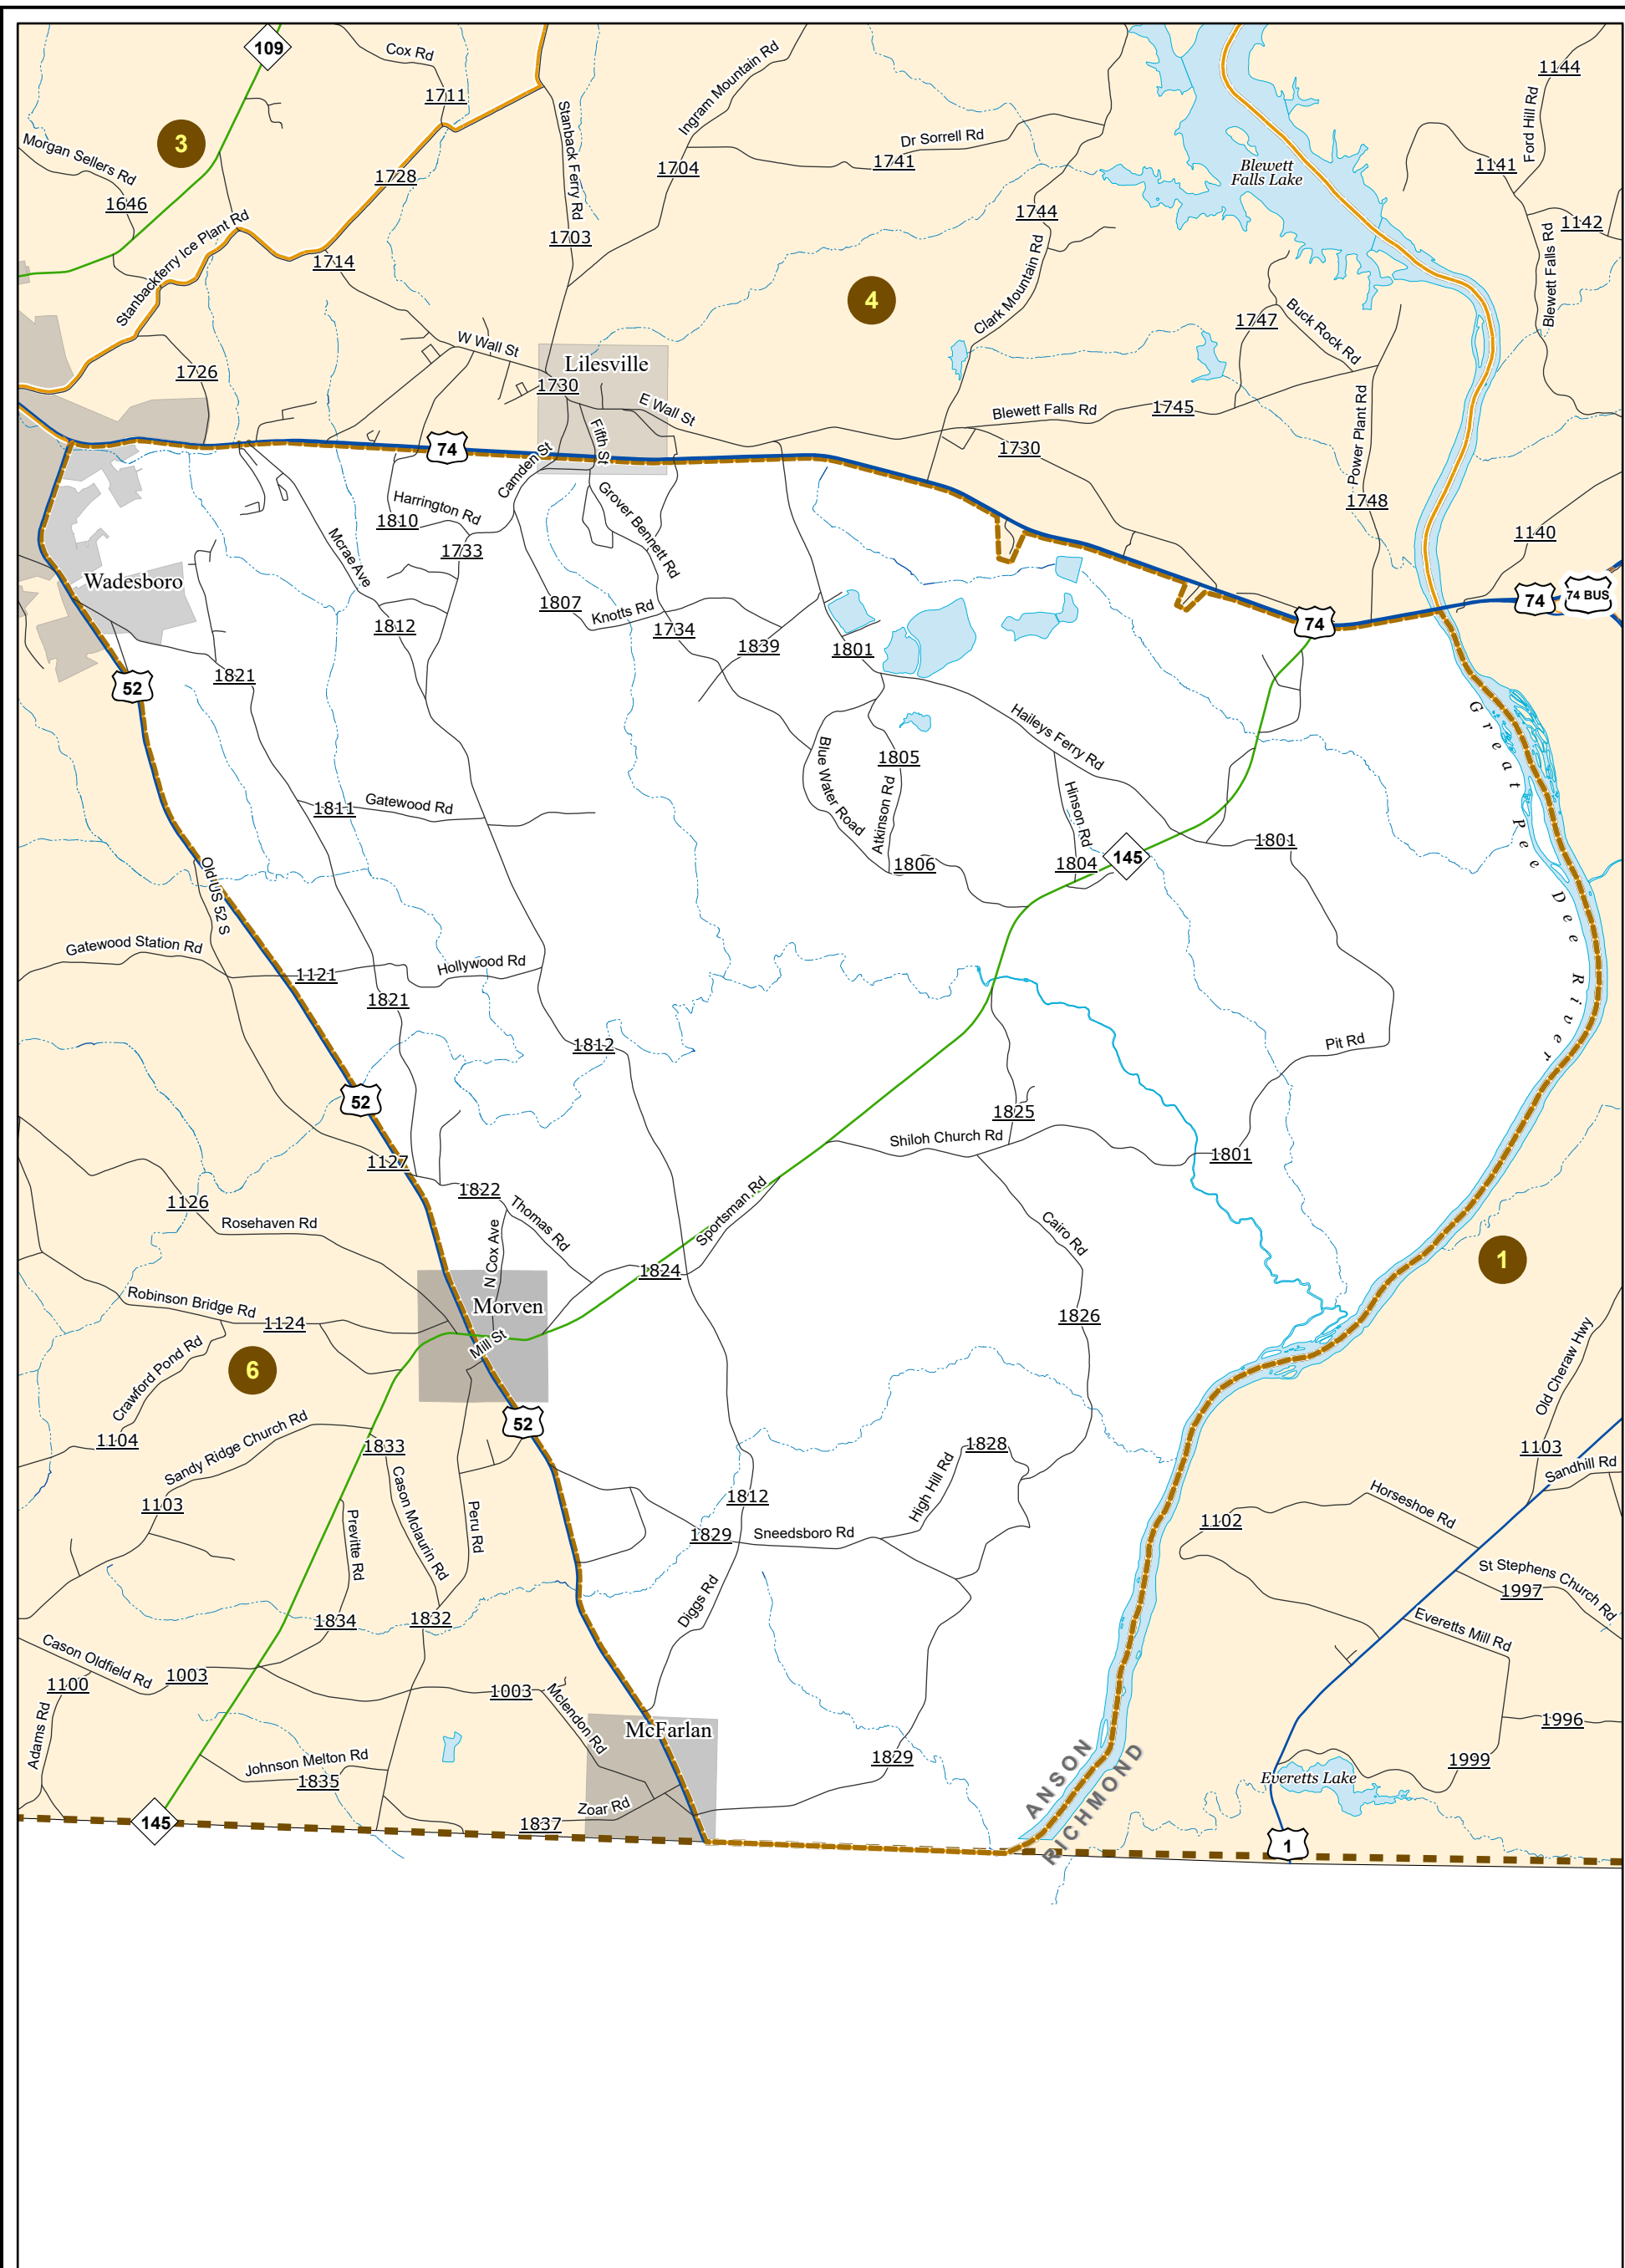 109
Cox Rd
1711
Ingram Mountain Rd
1144
Ford Hill Rd
3
Stanback Ferry Rd
Dr Sorrell Rd
Morgan Sellers Rd
1728
1704
1741
Blewett
Falls Lake
1141
1646
1744
1142
Stanbackferry Ice Plant Rd
1703
1714
Clark Mountain Rd
Blewett Falls Rd
4
1747
Buck Rock Rd
W Wall St
Lilesville
1726
1730
E Wall St
Blewett Falls Rd
1745
Power Plant Rd
74
Camden St
Fifth St
1730
1748
Harrington Rd
1810
Grover Bennett Rd
1140
Mcrae Ave
1733
Wadesboro
1807
Knotts Rd
74
74 BUS
1812
1734
74
1839
1801
1821
52
Haileys Ferry Rd
Great Pee Dee River
Blue Water Road
1805
1811
Gatewood Rd
Atkinson Rd
Hinson Rd
1801
145
1806
1804
Old US 52 S
Gatewood Station Rd
Hollywood Rd
1121
1821
1812
Pit Rd
52
1825
Shiloh Church Rd
1801
1127
1822
1126
Thomas Rd
Sportsman Rd
Rosehaven Rd
N Cox Ave
Cairo Rd
1
1824
Robinson Bridge Rd
1124
Morven
Mill St
1826
Crawford Pond Rd
6
Old Cheraw Hwy
52
1104
Sandy Ridge Church Rd
1833
1828
1103
Sandhill Rd
High Hill Rd
1103
Cason Mclaurin Rd
1812
Horseshoe Rd
1102
Previtte Rd
Peru Rd
1829
Sneedsboro Rd
St Stephens Church Rd
1997
Diggs Rd
1834
1832
Everetts Mill Rd
Cason Oldfield Rd
1003
1100
1003
Mclendon Rd
1996
Adams Rd
McFarlan
1829
ANSON
RICHMOND
1999
Johnson Melton Rd
1835
Everetts Lake
Zoar Rd
145
1837
1